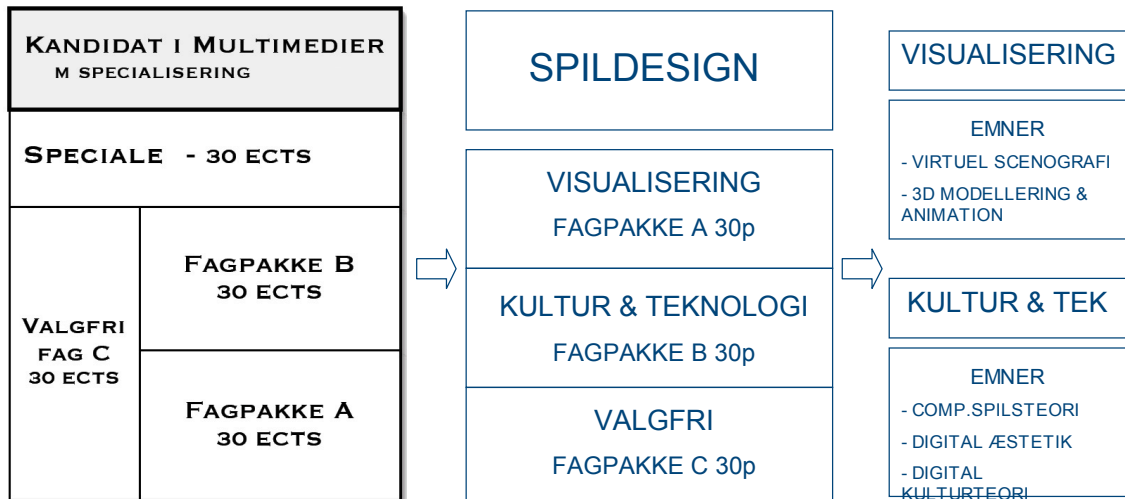 KANDIDAT I MULTIMEDIER
M SPECIALISERING
SPECIALE - 30 ECTS
VALGFRI
FAG C
30 ECTS
FAGPAKKE B
30 ECTS
FAGPAKKE A
30 ECTS
SPILDESIGN
VISUALISERING
FAGPAKKE A 30p
KULTUR & TEKNOLOGI
FAGPAKKE B 30p
VALGFRI
FAGPAKKE C 30p
VISUALISERING
EMNER
- VIRTUEL SCENOGRAFI
- 3D MODELLERING &
ANIMATION
KULTUR & TEK
EMNER
- COMP.SPILSTEORI
- DIGITAL ÆSTETIK
- DIGITAL
KULTURTEORI